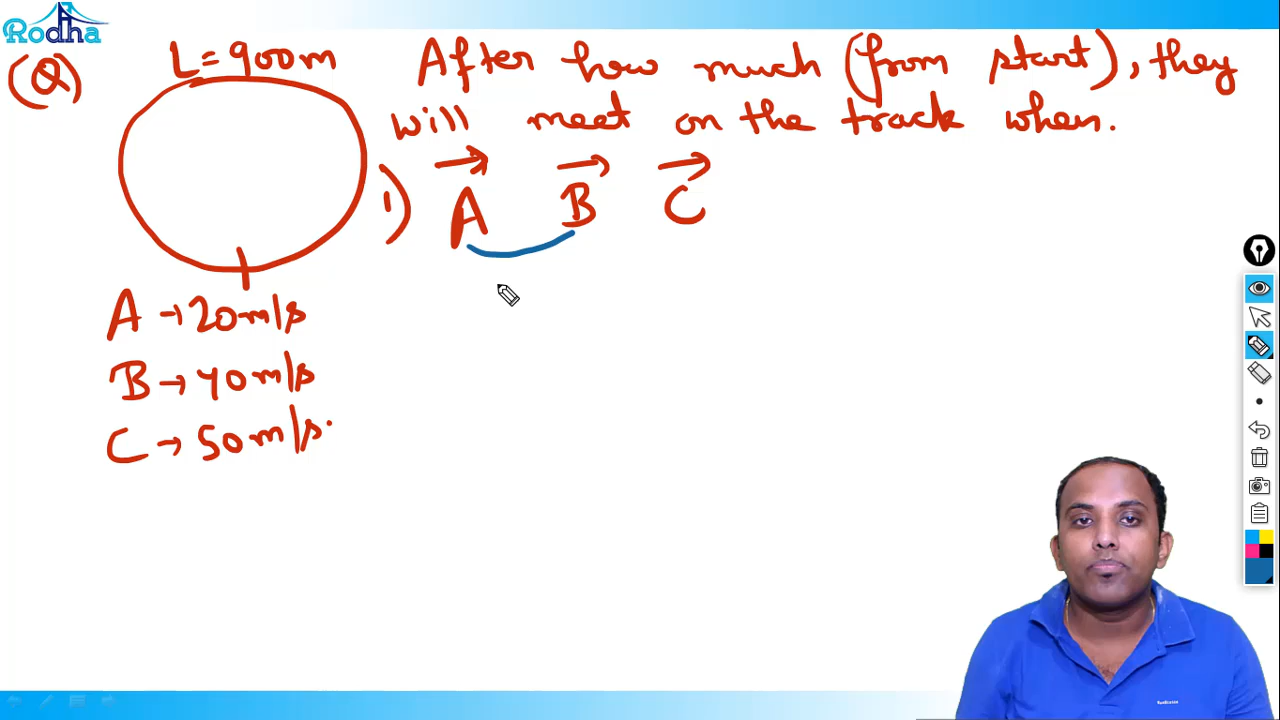 Rodha
(Q) L = 900m After how much (from start), they
will meet on the track when.
1) A B C
A → 20m/s
B → 40m/s
C → 50m/s.